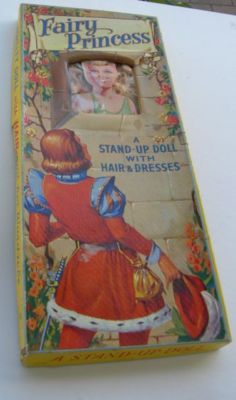 Fairy
Princess
A
STAND-UP DOLL
WITH
HAIR & DRESSES
A STAND-UP DOLL